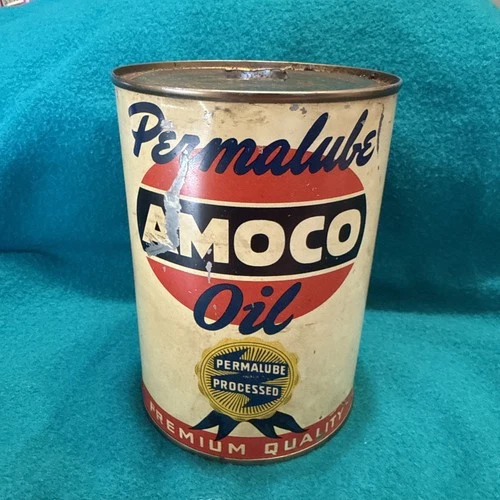 Permalube
AMOCO
Oil
PERMALUBE
PROCESSED
PREMIUM QUALITY